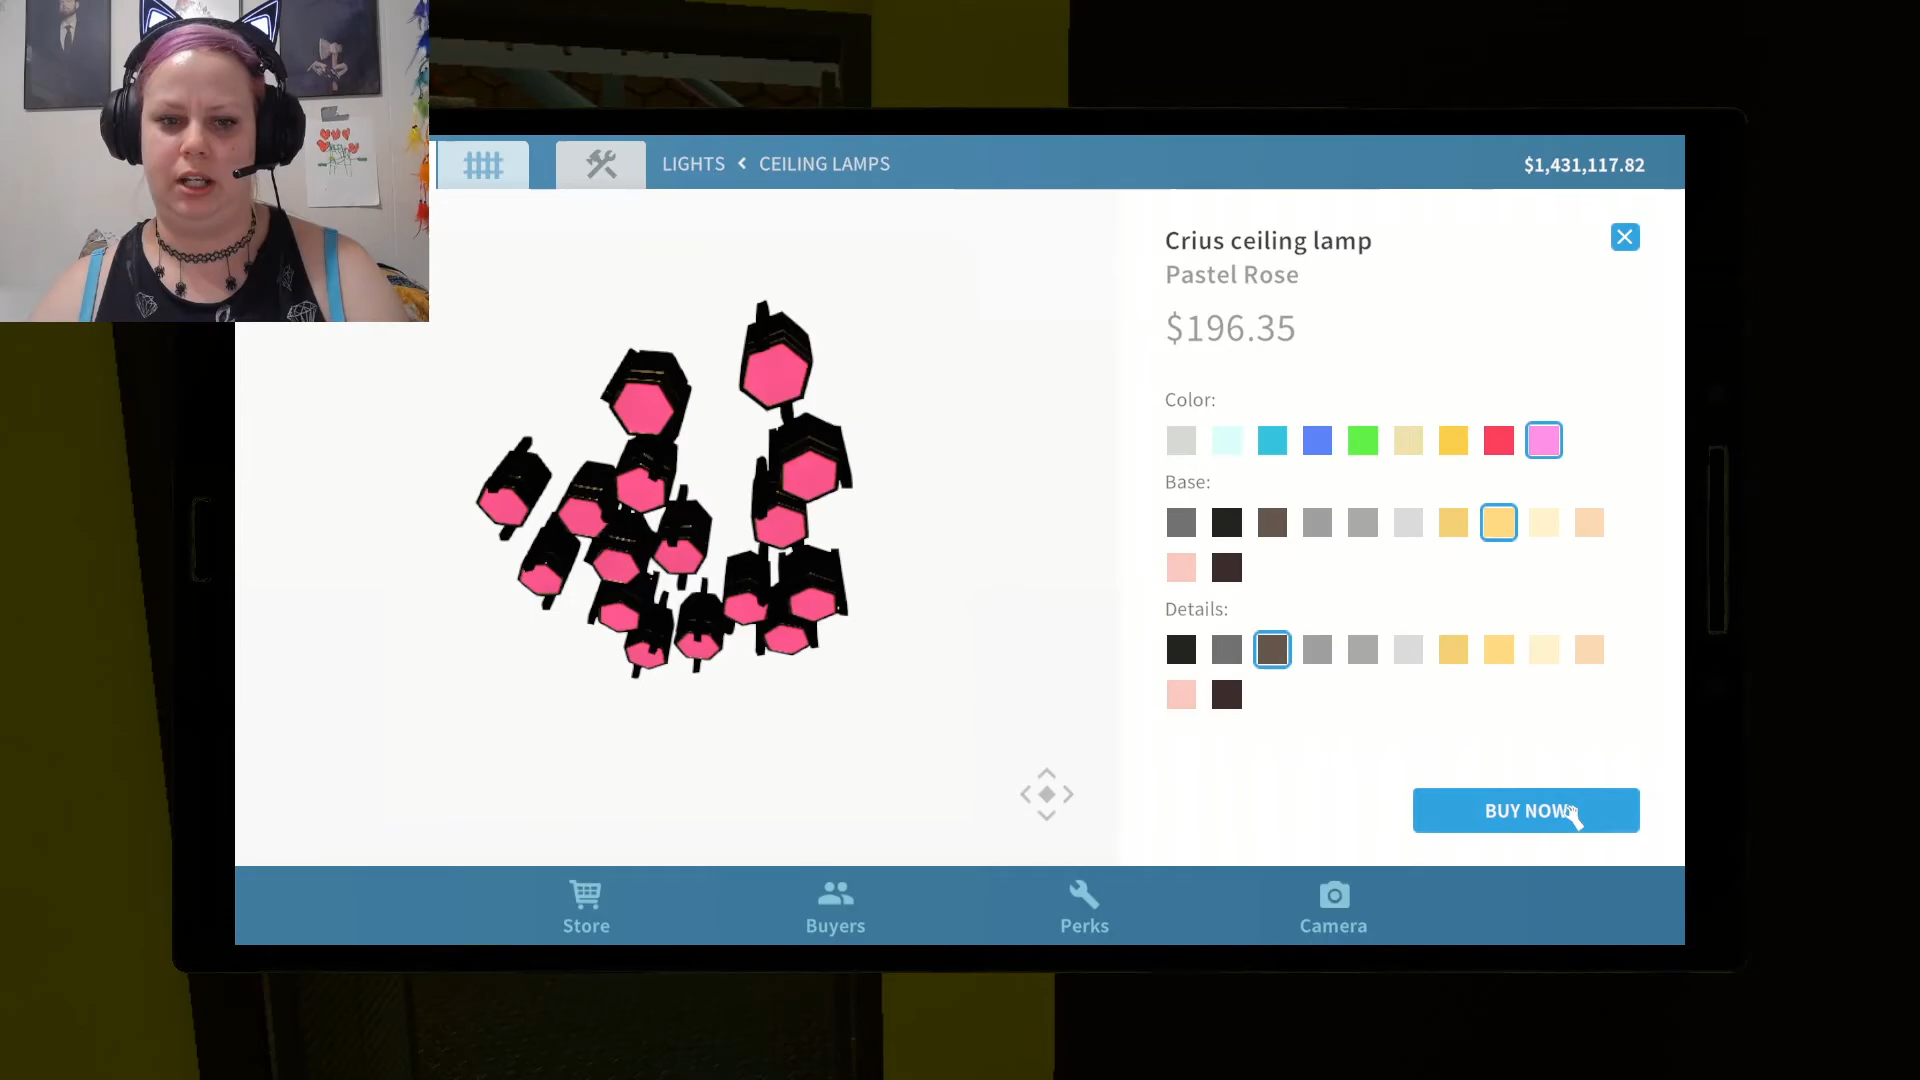 LIGHTS < CEILING LAMPS
$1,431,117.82
Crius ceiling lamp
Pastel Rose
$196.35
Color:
Base:
Details:
BUY NOW
Store
Buyers
Perks
Camera